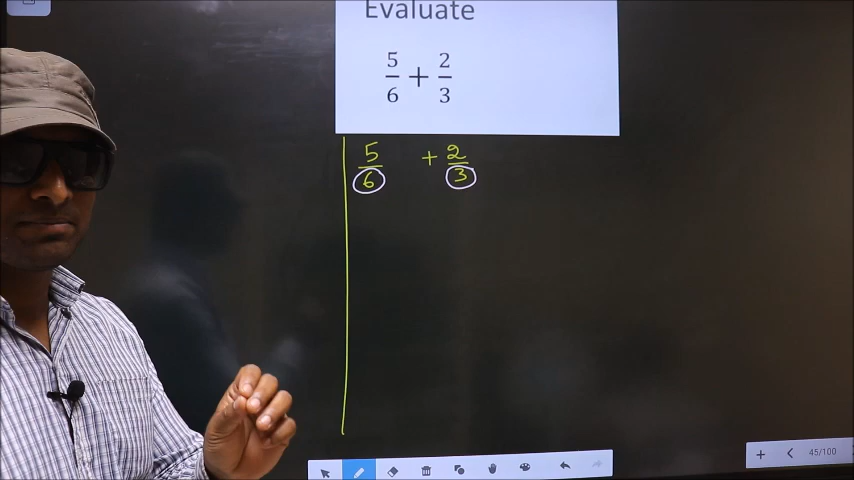 Evaluate
5/6 + 2/3
5/6 + 2/3
45/100